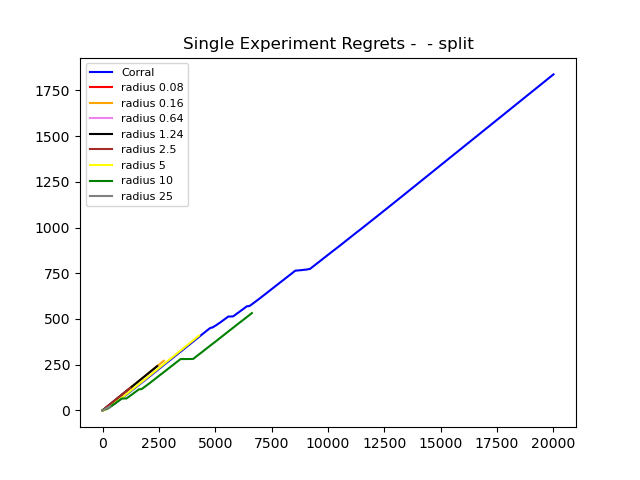 Single Experiment Regrets -  - split
Corral
radius 0.08
radius 0.16
radius 0.64
radius 1.24
radius 2.5
radius 5
radius 10
radius 25
1750
1500
1250
1000
750
500
250
0
0 2500 5000 7500 10000 12500 15000 17500 20000